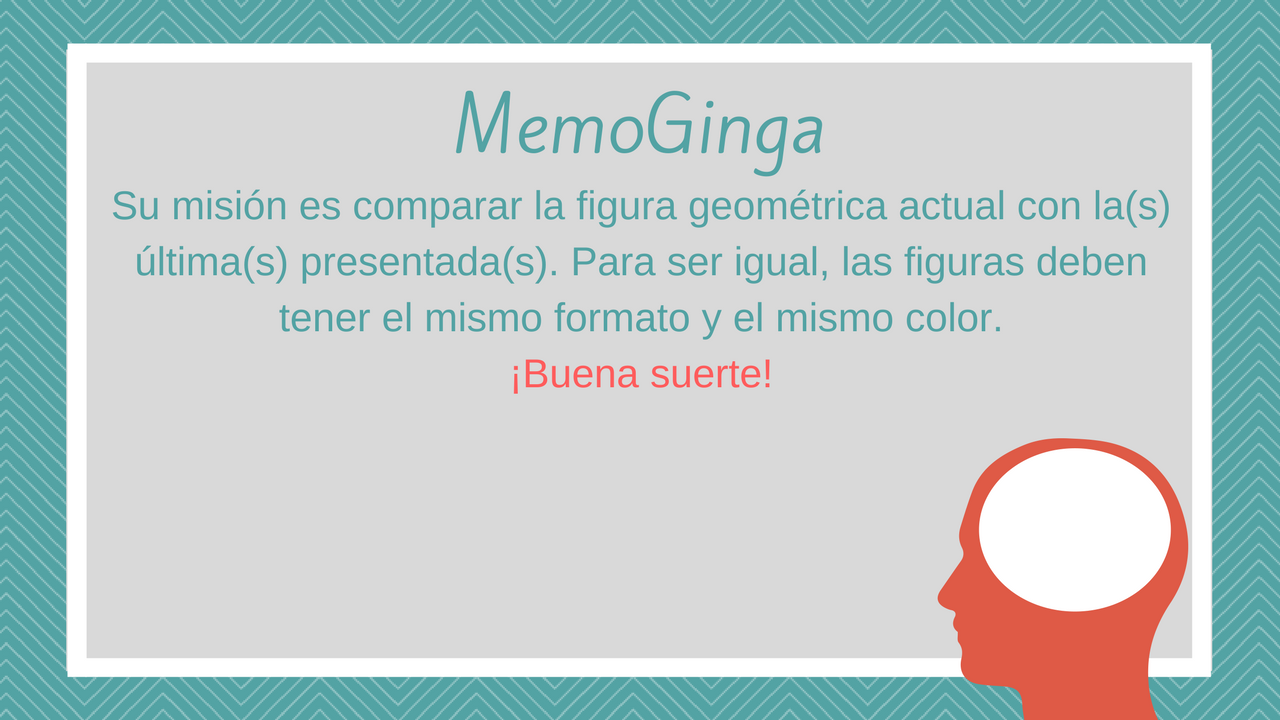 MemoGinga
Su misión es comparar la figura geométrica actual con la(s)
última(s) presentada(s). Para ser igual, las figuras deben
tener el mismo formato y el mismo color.
¡Buena suerte!